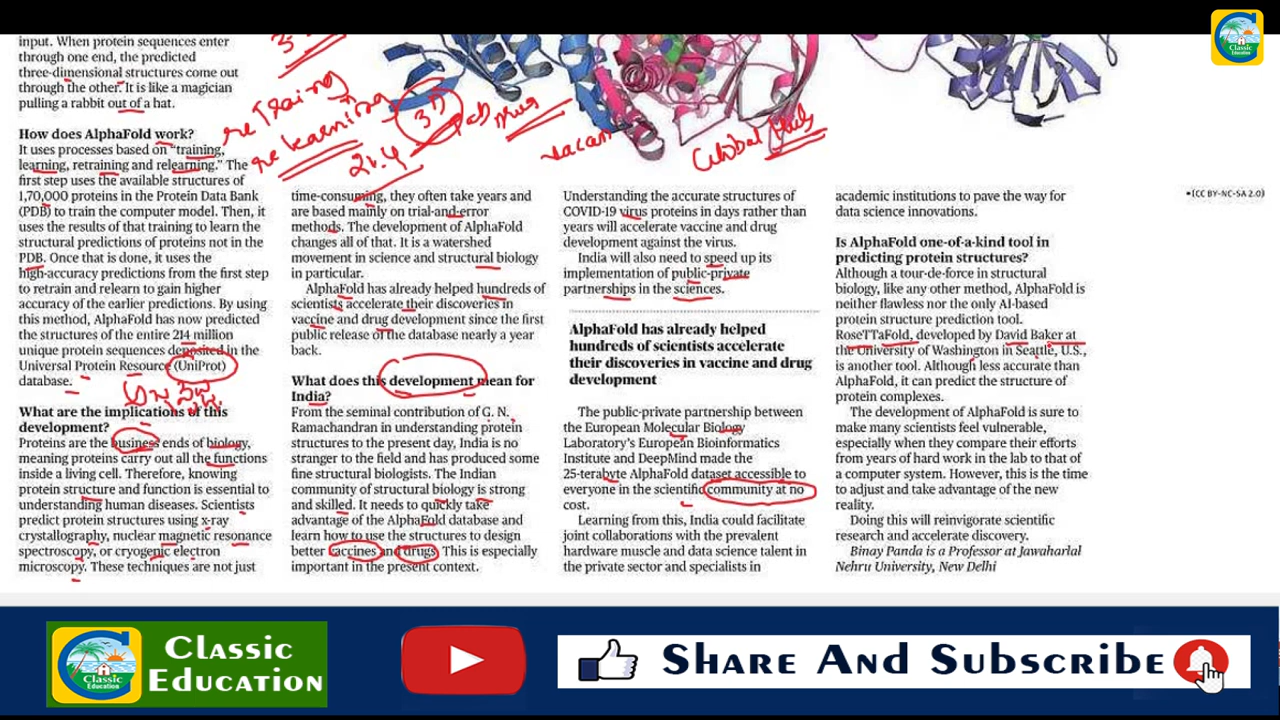 Classic
Education
input. When protein sequences enter
through one end, the predicted
three-dimensional structures come out
through the other. It is like a magician
pulling a rabbit out of a hat.
How does AlphaFold work?
It uses processes based on “training,
learning, retraining and relearning.” The
first step uses the available structures of
1,70,000 proteins in the Protein Data Bank
(PDB) to train the computer model. Then, it
uses the results of that training to learn the
structural predictions of proteins not in the
PDB. Once that is done, it uses the
high-accuracy predictions from the first step
to retrain and relearn to gain higher
accuracy of the earlier predictions. By using
this method, AlphaFold has now predicted
the structures of the entire 214 million
unique protein sequences deposited in the
Universal Protein Resource (UniProt)
database.
What are the implications of this
development?
Proteins are the business ends of biology,
meaning proteins carry out all the functions
inside a living cell. Therefore, knowing
protein structure and function is essential to
understanding human diseases. Scientists
predict protein structures using x-ray
crystallography, nuclear magnetic resonance
spectroscopy, or cryogenic electron
microscopy. These techniques are not just
re Training
re learning
3D
21.4
drug
Global Hub
time-consuming, they often take years and
are based mainly on trial-and-error
methods. The development of AlphaFold
changes all of that. It is a watershed
movement in science and structural biology
in particular.
AlphaFold has already helped hundreds of
scientists accelerate their discoveries in
vaccine and drug development since the first
public release of the database nearly a year
back.
What does this development mean for
India?
From the seminal contribution of G. N.
Ramachandran in understanding protein
structures to the present day, India is no
stranger to the field and has produced some
fine structural biologists. The Indian
community of structural biology is strong
and skilled. It needs to quickly take
advantage of the AlphaFold database and
learn how to use the structures to design
better vaccines and drugs. This is especially
important in the present context.
Understanding the accurate structures of
COVID-19 virus proteins in days rather than
years will accelerate vaccine and drug
development against the virus.
India will also need to speed up its
implementation of public-private
partnerships in the sciences.
AlphaFold has already helped
hundreds of scientists accelerate
their discoveries in vaccine and drug
development
The public-private partnership between
the European Molecular Biology
Laboratory’s European Bioinformatics
Institute and DeepMind made the
25-terabyte AlphaFold dataset accessible to
everyone in the scientific community at no
cost.
Learning from this, India could facilitate
joint collaborations with the prevalent
hardware muscle and data science talent in
the private sector and specialists in
academic institutions to pave the way for
data science innovations.
Is AlphaFold one-of-a-kind tool in
predicting protein structures?
Although a tour-de-force in structural
biology, like any other method, AlphaFold is
neither flawless nor the only AI-based
protein structure prediction tool.
RoseTTaFold, developed by David Baker at
the University of Washington in Seattle, U.S.,
is another tool. Although less accurate than
AlphaFold, it can predict the structure of
protein complexes.
The development of AlphaFold is sure to
make many scientists feel vulnerable,
especially when they compare their efforts
from years of hard work in the lab to that of
a computer system. However, this is the time
to adjust and take advantage of the new
reality.
Doing this will reinvigorate scientific
research and accelerate discovery.
Binay Panda is a Professor at Jawaharlal
Nehru University, New Delhi
•(CC BY-NC-SA 2.0)
Classic
Education
Classic
Education
Share And Subscribe